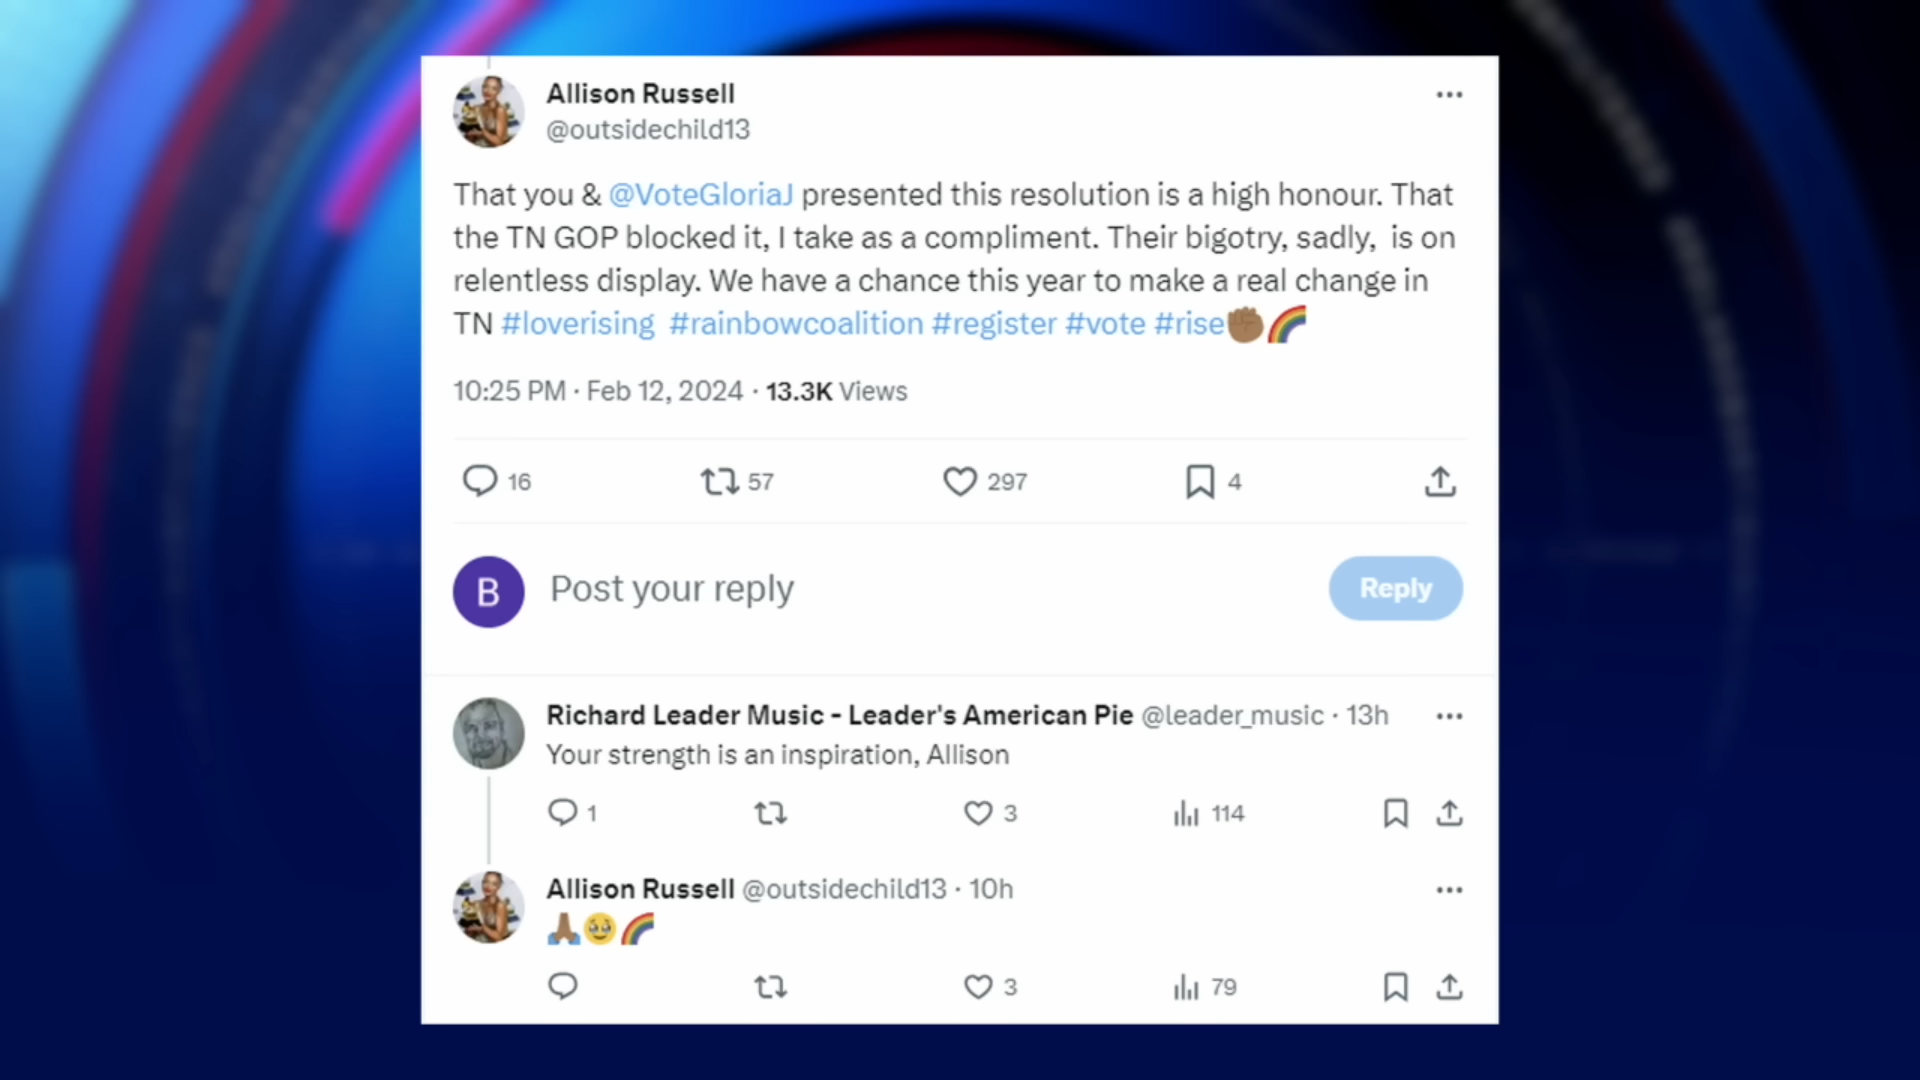 Allison Russell
@outsidechild13
That you & @VoteGloriaJ presented this resolution is a high honour. That
the TN GOP blocked it, I take as a compliment. Their bigotry, sadly,  is on
relentless display. We have a chance this year to make a real change in
TN #loverising  #rainbowcoalition #register #vote #rise✊🏾🌈
10:25 PM · Feb 12, 2024 · 13.3K Views
16 57 297 4
B Post your reply Reply
Richard Leader Music - Leader's American Pie @leader_music · 13h
Your strength is an inspiration, Allison
1 3 114
Allison Russell @outsidechild13 · 10h
🙏🏾🥹🌈
3 79